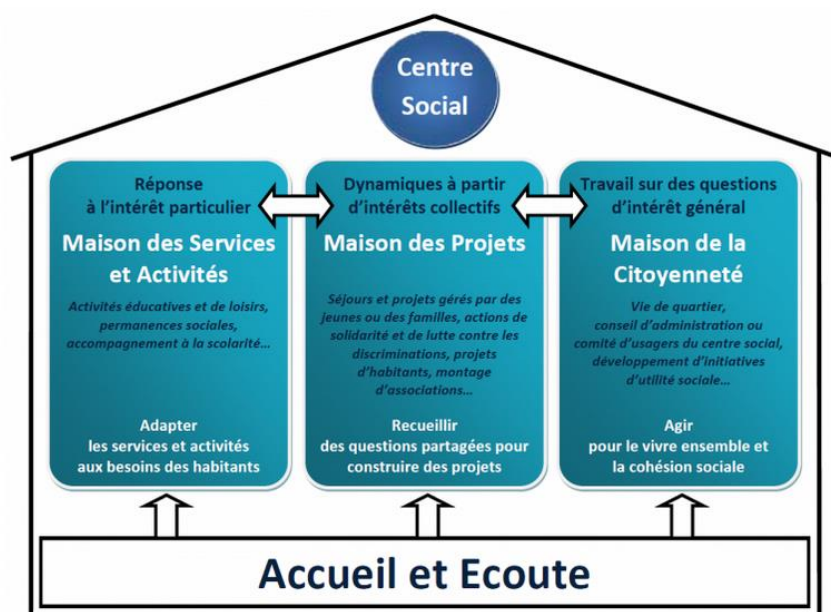 Centre
Social
Réponse
à l'intérêt particulier
Maison des Services
et Activités
Activités éducatives et de loisirs,
permanences sociales,
accompagnement à la scolarité...
Adapter
les services et activités
aux besoins des habitants
Dynamiques à partir
d'intérêts collectifs
Maison des Projets
Séjours et projets gérés par des
jeunes ou des familles, actions de
solidarité et de lutte contre les
discriminations, projets
d'habitants, montage
d'associations...
Recueillir
des questions partagées pour
construire des projets
Travail sur des questions
d'intérêt général
Maison de la
Citoyenneté
Vie de quartier,
conseil d'administration ou
comité d'usagers du centre social,
développement d'initiatives
d'utilité sociale...
Agir
pour le vivre ensemble et
la cohésion sociale
Accueil et Ecoute